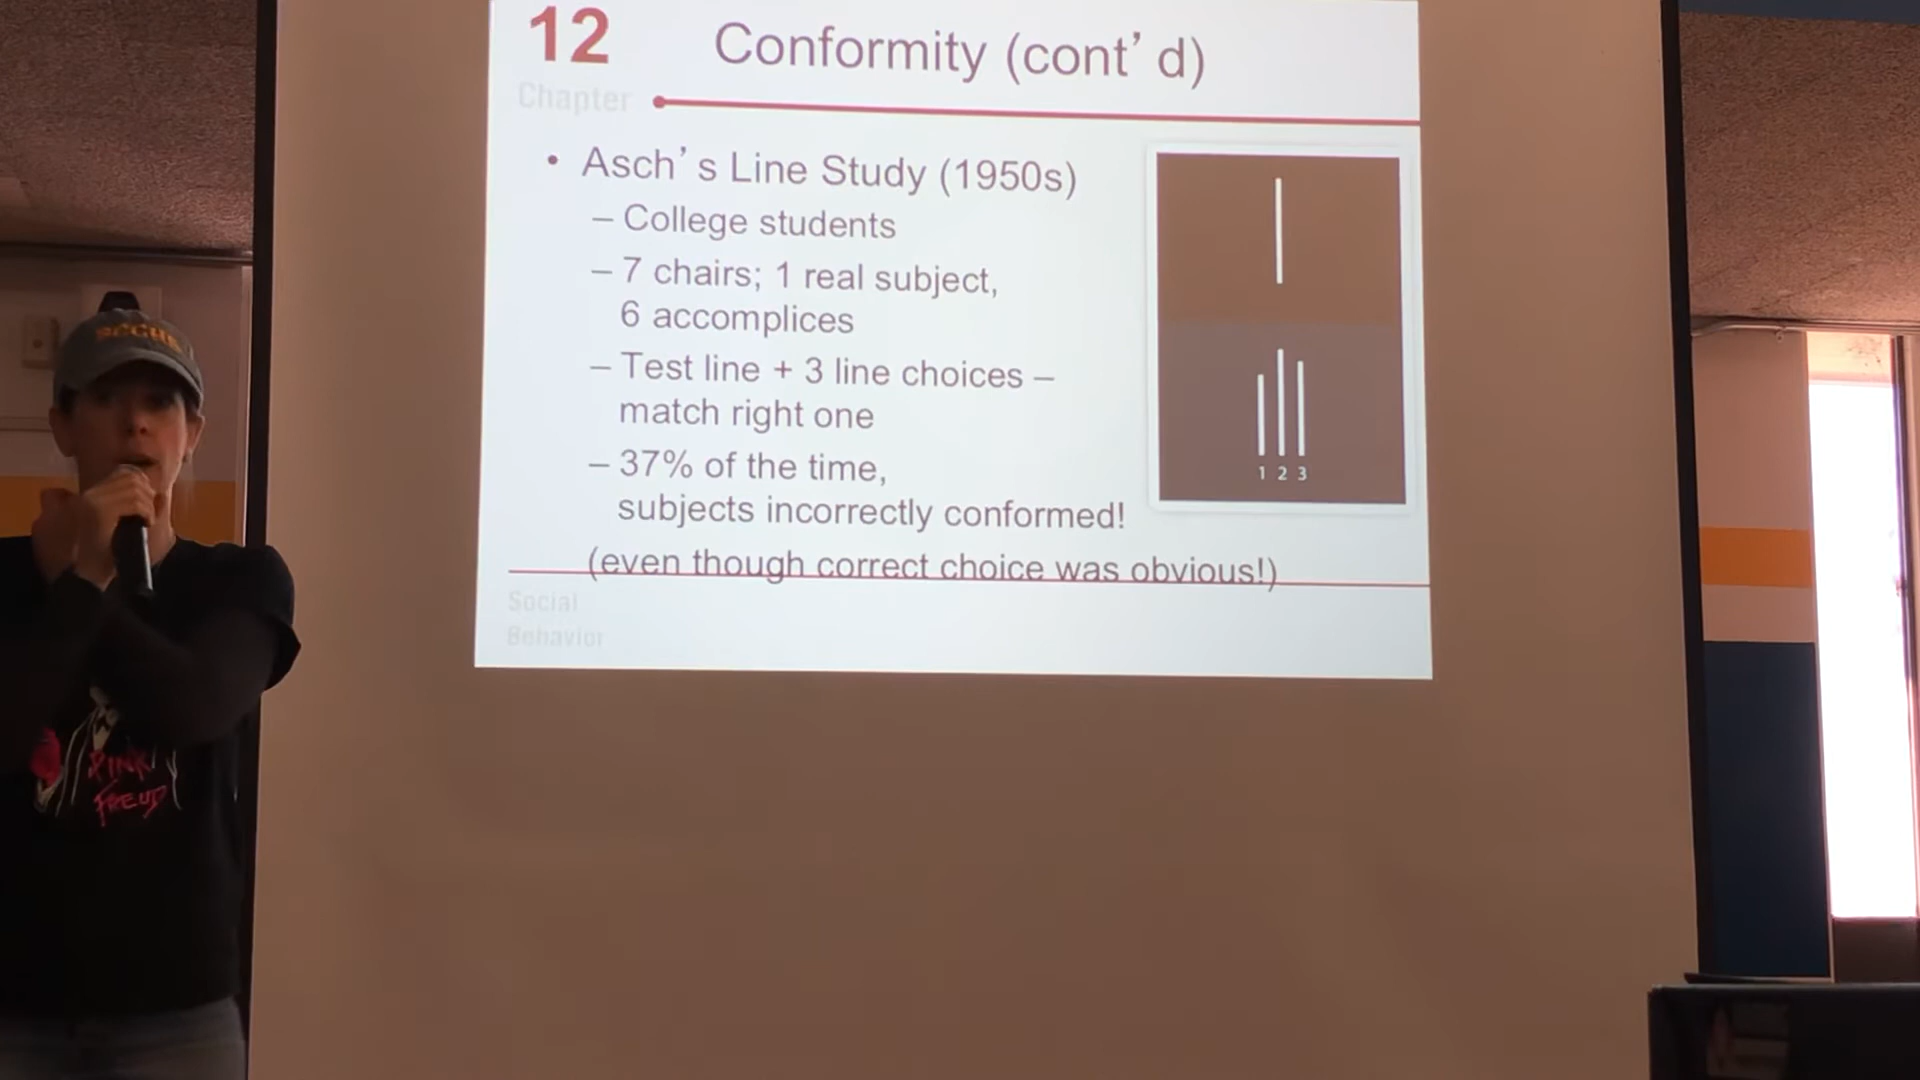 12
Conformity (cont’ d)
Chapter
• Asch’ s Line Study (1950s)
– College students
– 7 chairs; 1 real subject,
6 accomplices
– Test line + 3 line choices –
match right one
– 37% of the time,
subjects incorrectly conformed!
(even though correct choice was obvious!)
1 2 3
Social
Behavior
PINK
FREUD